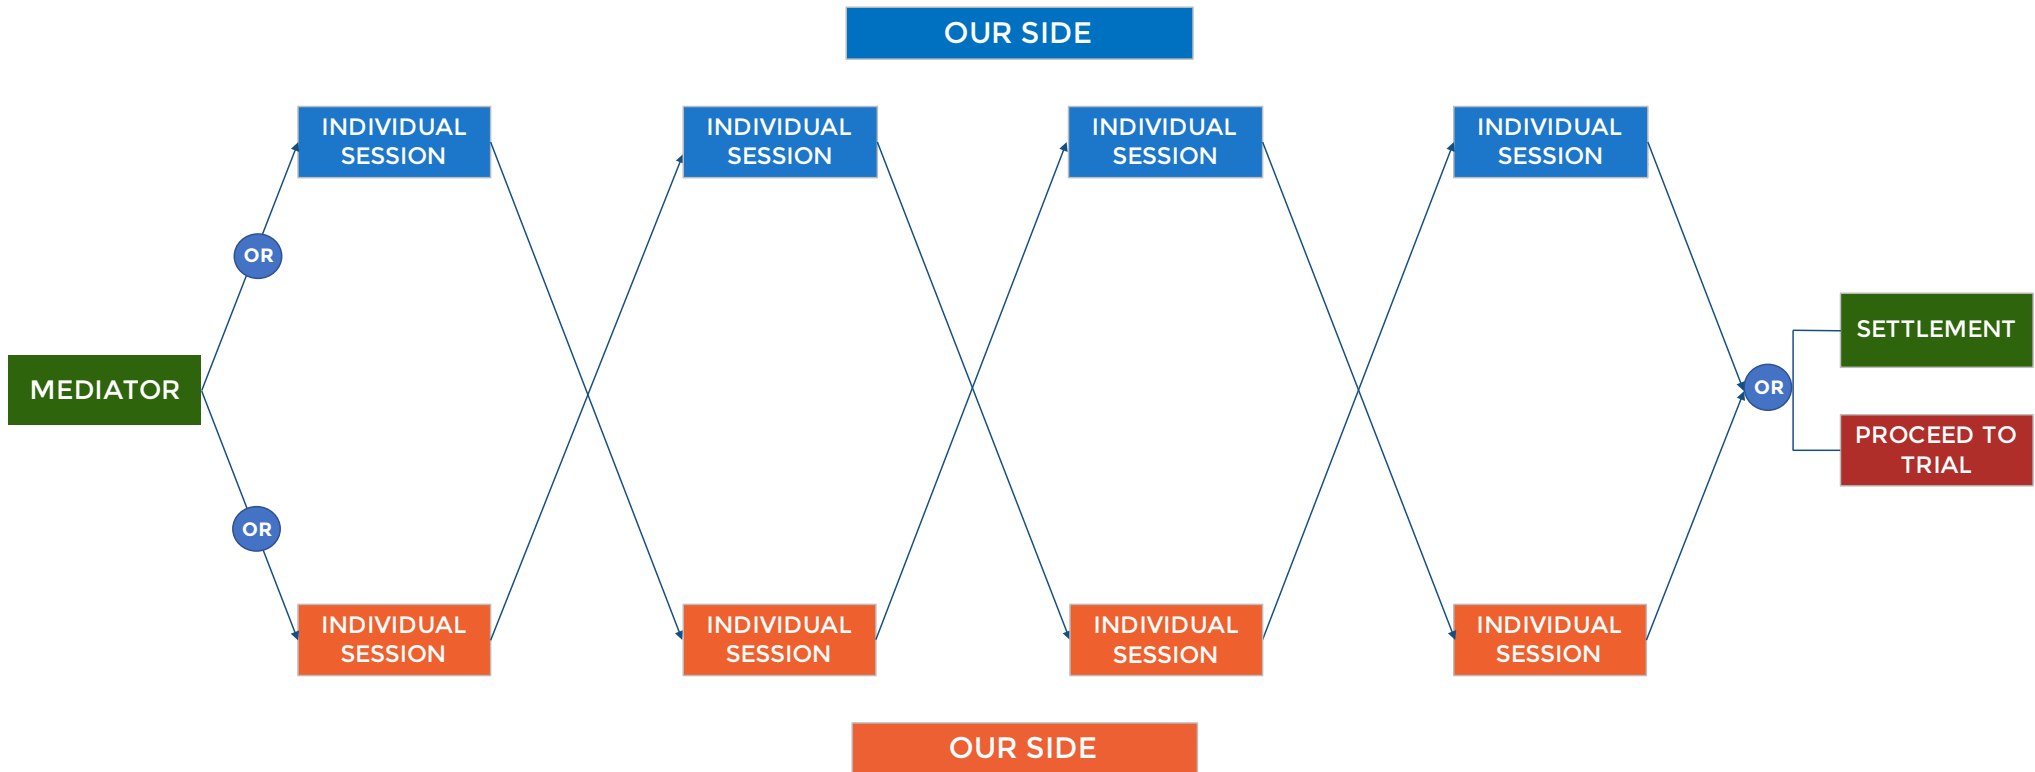 OUR SIDE
INDIVIDUAL
SESSION
INDIVIDUAL
SESSION
INDIVIDUAL
SESSION
INDIVIDUAL
SESSION
OR
MEDIATOR
OR
SETTLEMENT
PROCEED TO
TRIAL
OR
INDIVIDUAL
SESSION
INDIVIDUAL
SESSION
INDIVIDUAL
SESSION
INDIVIDUAL
SESSION
OUR SIDE